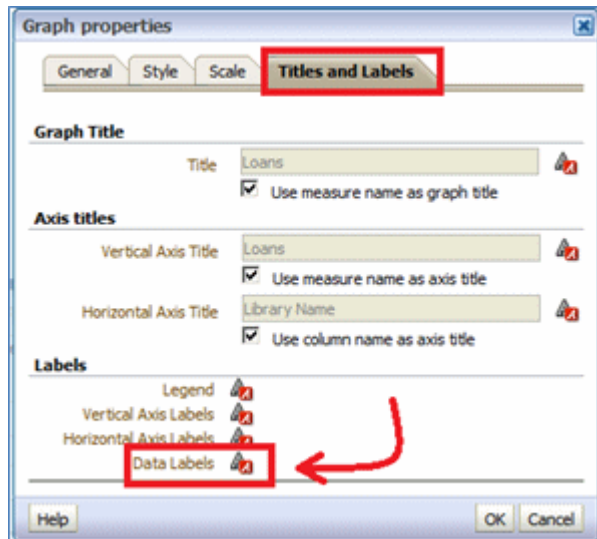 Graph properties
General Style Scale Titles and Labels
Graph Title
Title Loans
Use measure name as graph title
Axis titles
Vertical Axis Title Loans
Use measure name as axis title
Horizontal Axis Title Library Name
Use column name as axis title
Labels
Legend
Vertical Axis Labels
Horizontal Axis Labels
Data Labels
Help OK Cancel